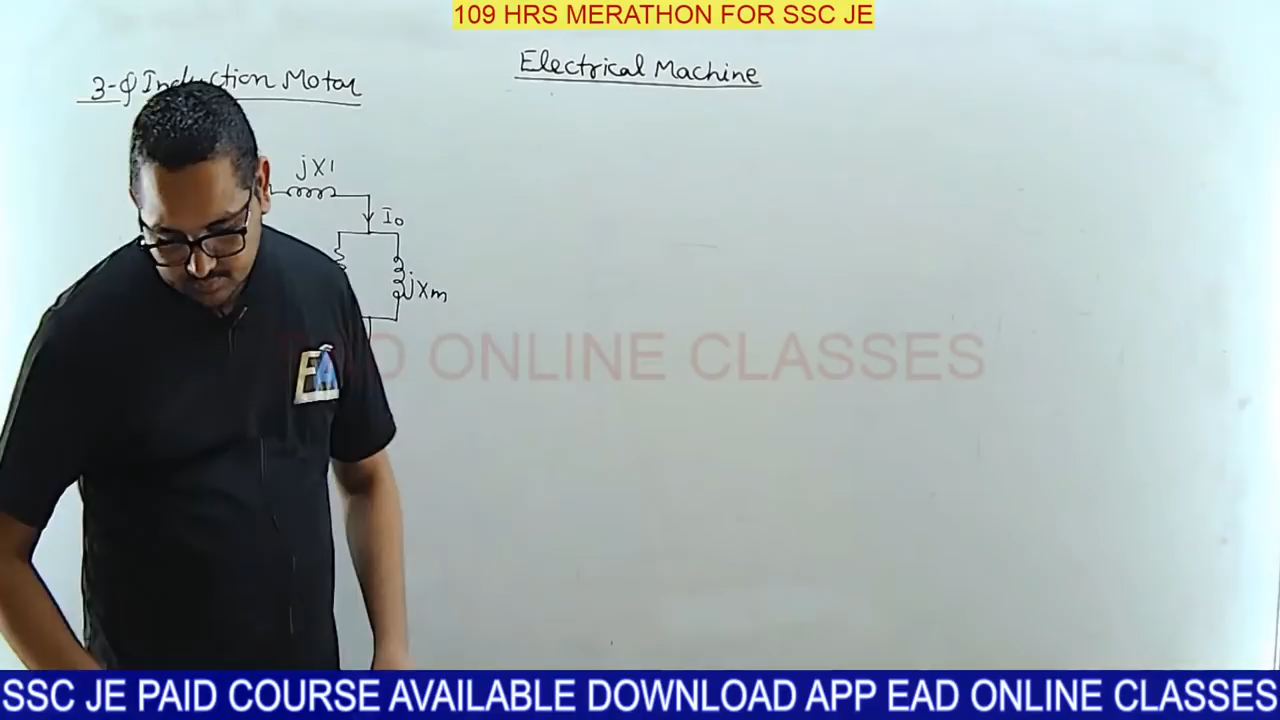 109 HRS MERATHON FOR SSC JE
Electrical Machine
3-ϕ Induction Motor
jX1
I0
jXm
EAD ONLINE CLASSES
EA
SSC JE PAID COURSE AVAILABLE DOWNLOAD APP EAD ONLINE CLASSES